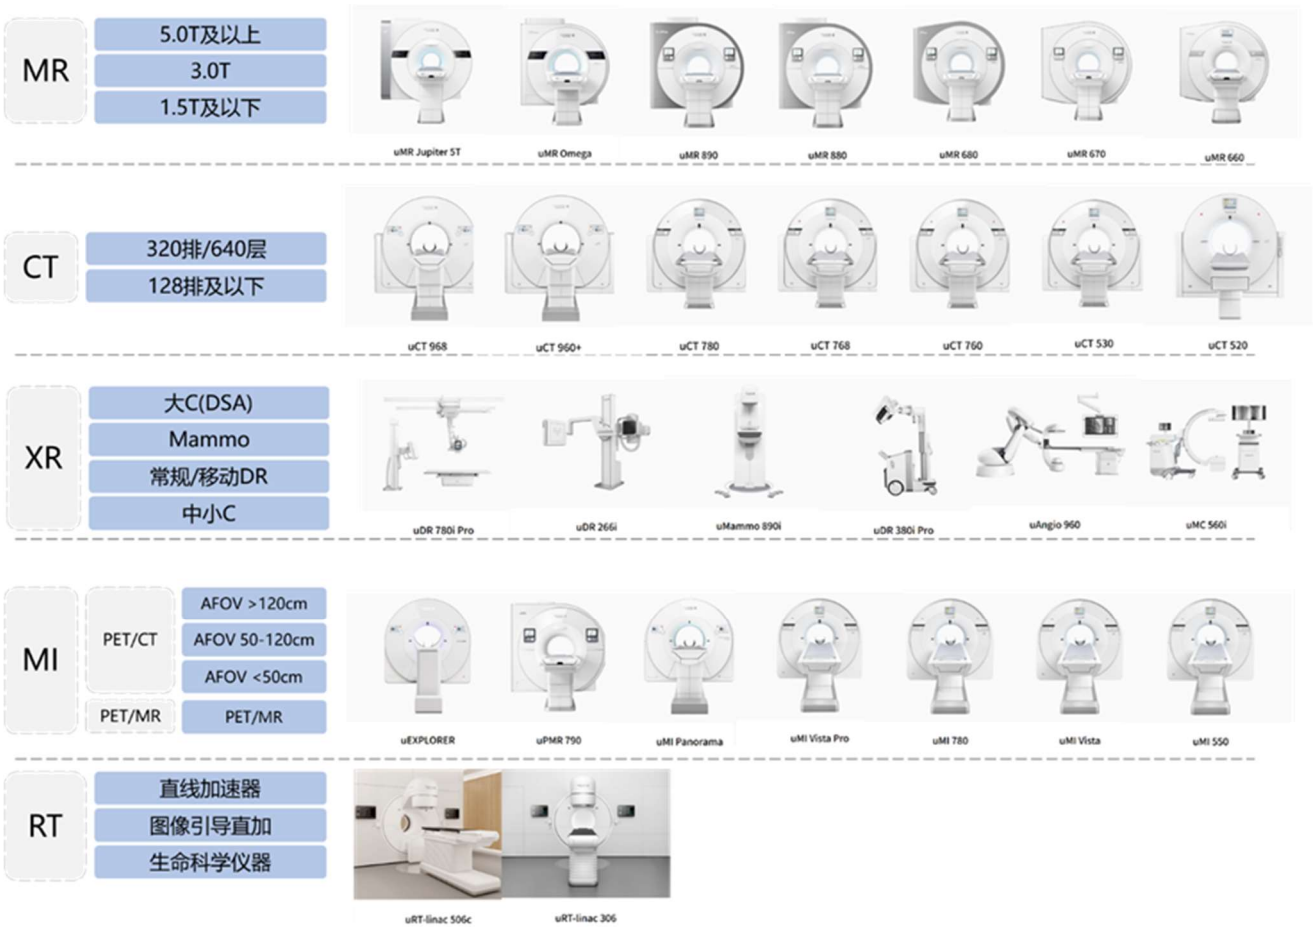 MR
5.0T及以上
3.0T
1.5T及以下
uMR Jupiter 5T
uMR Omega
uMR 890
uMR 880
uMR 680
uMR 670
uMR 660
CT
320排/640层
128排及以下
uCT 968
uCT 960+
uCT 780
uCT 768
uCT 760
uCT 530
uCT 520
XR
大C(DSA)
Mammo
常规/移动DR
中小C
uDR 780i Pro
uDR 266i
uMammo 890i
uDR 380i Pro
uAngio 960
uMC 560i
MI
PET/CT
AFOV >120cm
AFOV 50-120cm
AFOV <50cm
PET/MR
PET/MR
uEXPLORER
uPMR 790
uMI Panorama
uMI Vista Pro
uMI 780
uMI Vista
uMI 550
RT
直线加速器
图像引导直加
生命科学仪器
uRT-linac 506c
uRT-linac 306